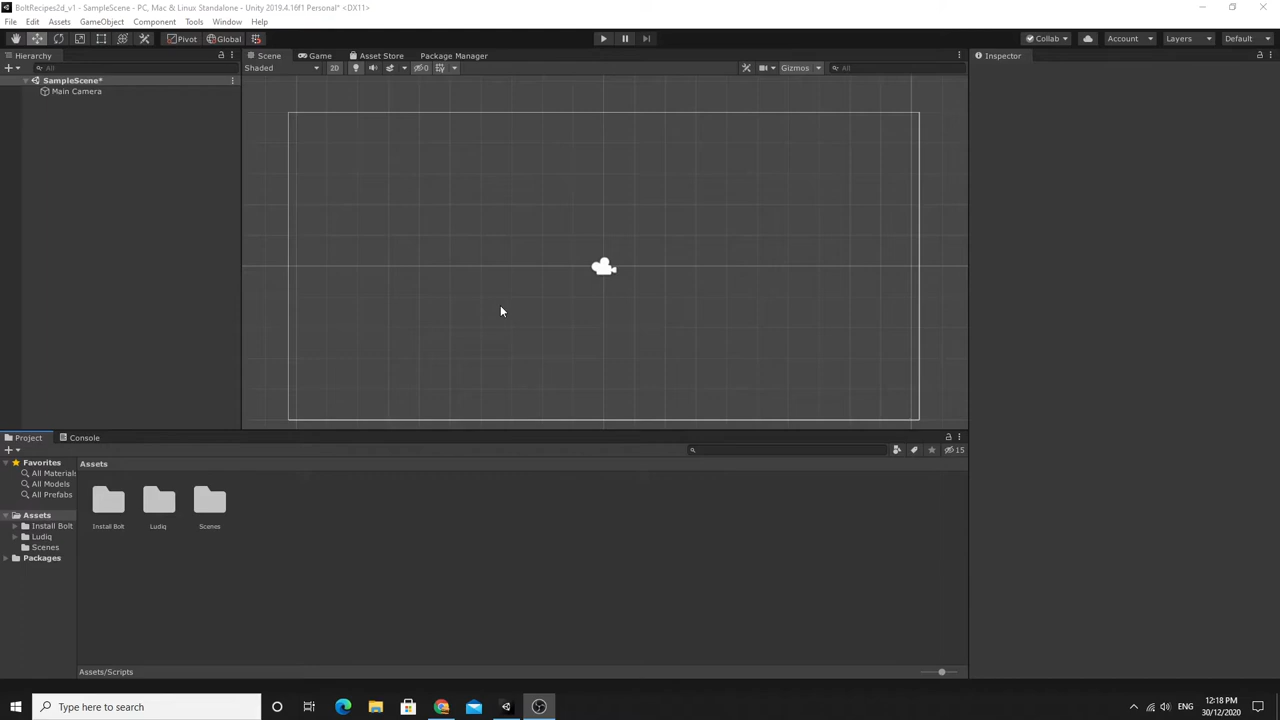 BoltRecipes2d_v1 - SampleScene - PC, Mac & Linux Standalone - Unity 2019.4.16f1 Personal* <DX11>
File Edit Assets GameObject Component Tools Window Help
Pivot Global Collab Account Layers Default
Hierarchy Scene Game Asset Store Package Manager Inspector
All Shaded 2D 0 Gizmos All
SampleScene*
Main Camera
Project Console
15
Favorites Assets
All Materials
All Models
All Prefabs
Assets
Install Bolt Install Bolt Ludiq Scenes
Ludiq
Scenes
Packages
Assets/Scripts
Type here to search
ENG 12:18 PM
30/12/2020